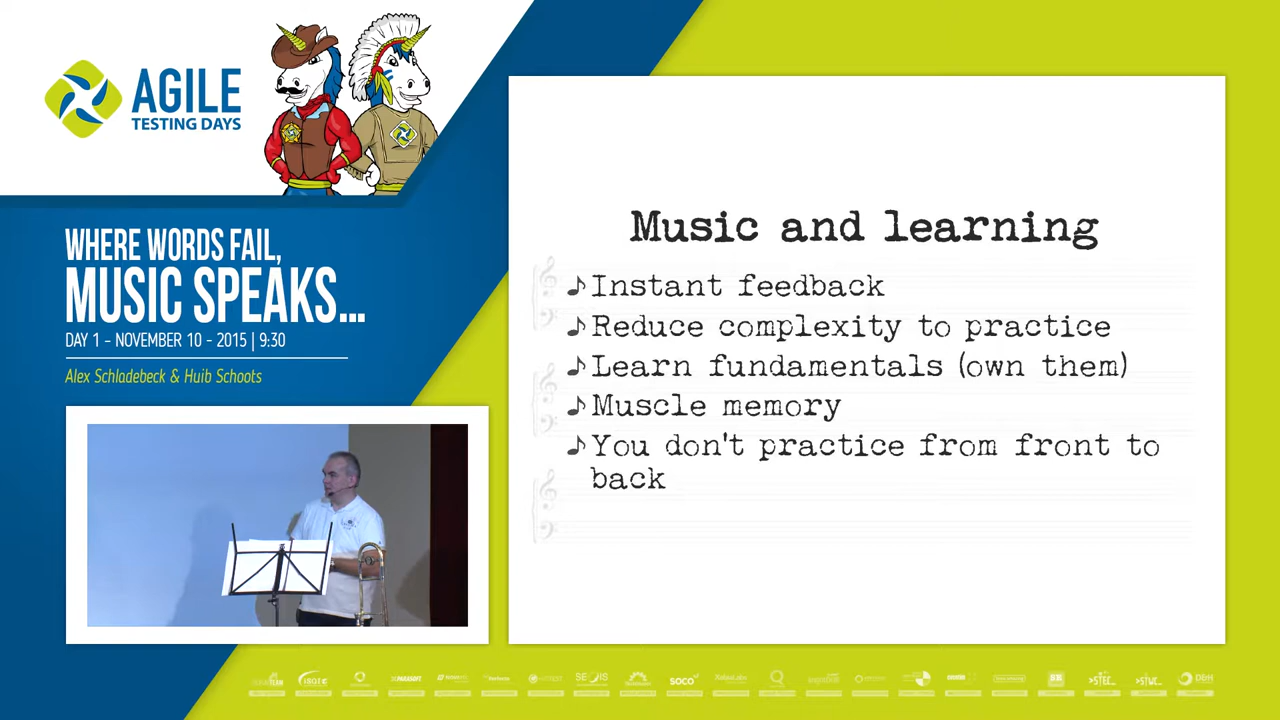 AGILE
TESTING DAYS
WHERE WORDS FAIL,
MUSIC SPEAKS...
DAY 1 - NOVEMBER 10 - 2015 | 9:30
Alex Schladebeck & Huib Schoots
Music and learning
♪Instant feedback
♪Reduce complexity to practice
♪Learn fundamentals (own them)
♪Muscle memory
♪You don't practice from front to
back
SOCO